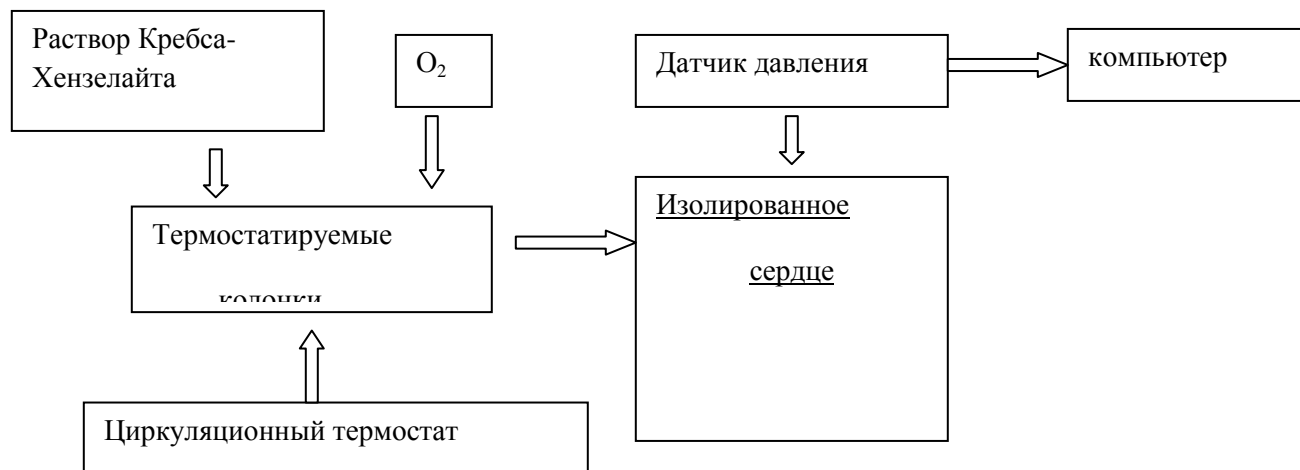 Раствор Кребса-
Хензелайта
O₂
Датчик давления
компьютер
Термостатируемые
колонки
Изолированное
сердце
Циркуляционный термостат